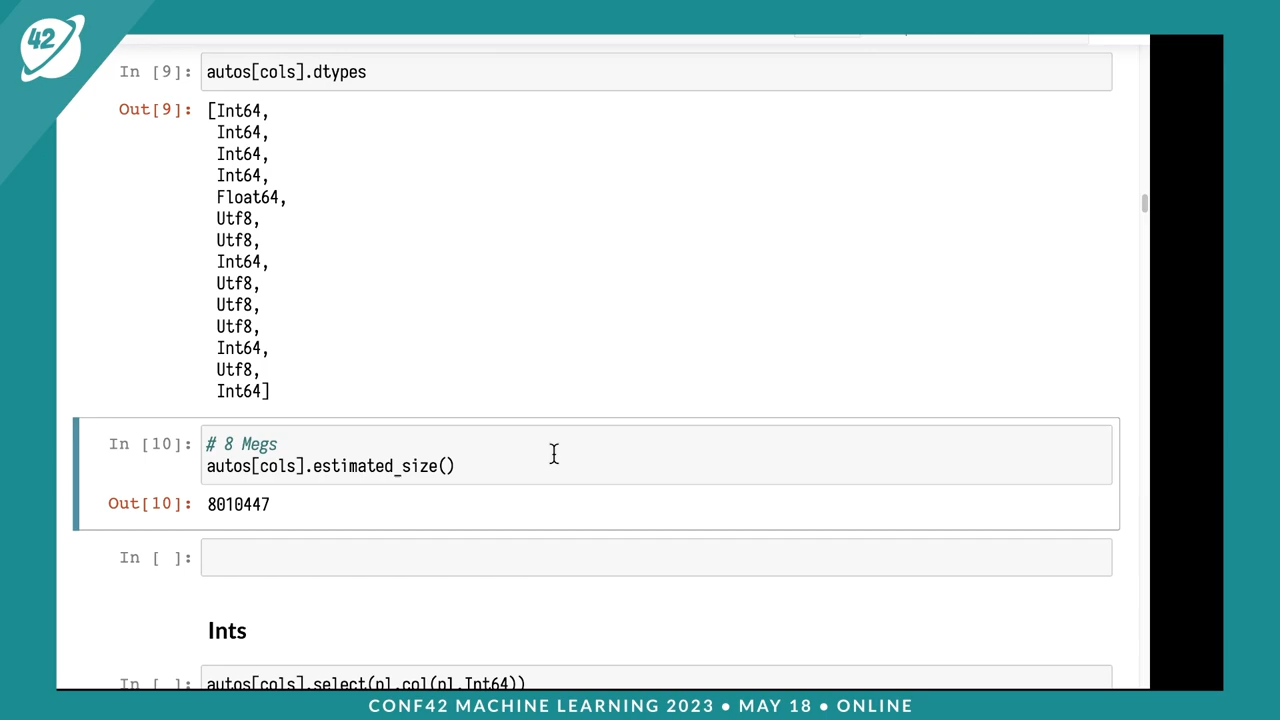 42
In [9]: autos[cols].dtypes
Out[9]: [Int64,
Int64,
Int64,
Int64,
Float64,
Utf8,
Utf8,
Int64,
Utf8,
Utf8,
Utf8,
Int64,
Utf8,
Int64]
In [10]: # 8 Megs
autos[cols].estimated_size()
Out[10]: 8010447
In [ ]:
Ints
In [ ]: autos[cols].select(pl.col(pl.Int64))
CONF42 MACHINE LEARNING 2023 ● MAY 18 ● ONLINE